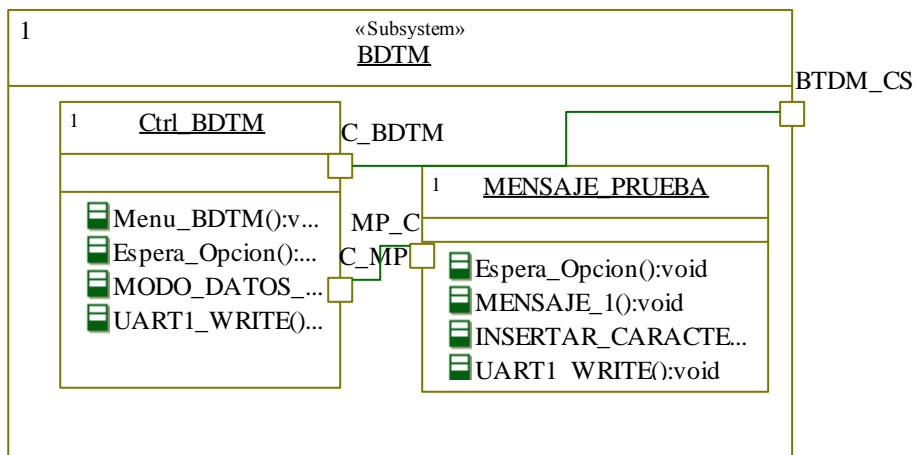 1
«Subsystem»
BDTM
BTDM_CS
1
Ctrl_BDTM
C_BDTM
Menu_BDTM():v...
Espera_Opcion():...
MODO_DATOS_...
UART1_WRITE()...
MP_C
C_MP
1
MENSAJE_PRUEBA
Espera_Opcion():void
MENSAJE_1():void
INSERTAR_CARACTE...
UART1_WRITE():void